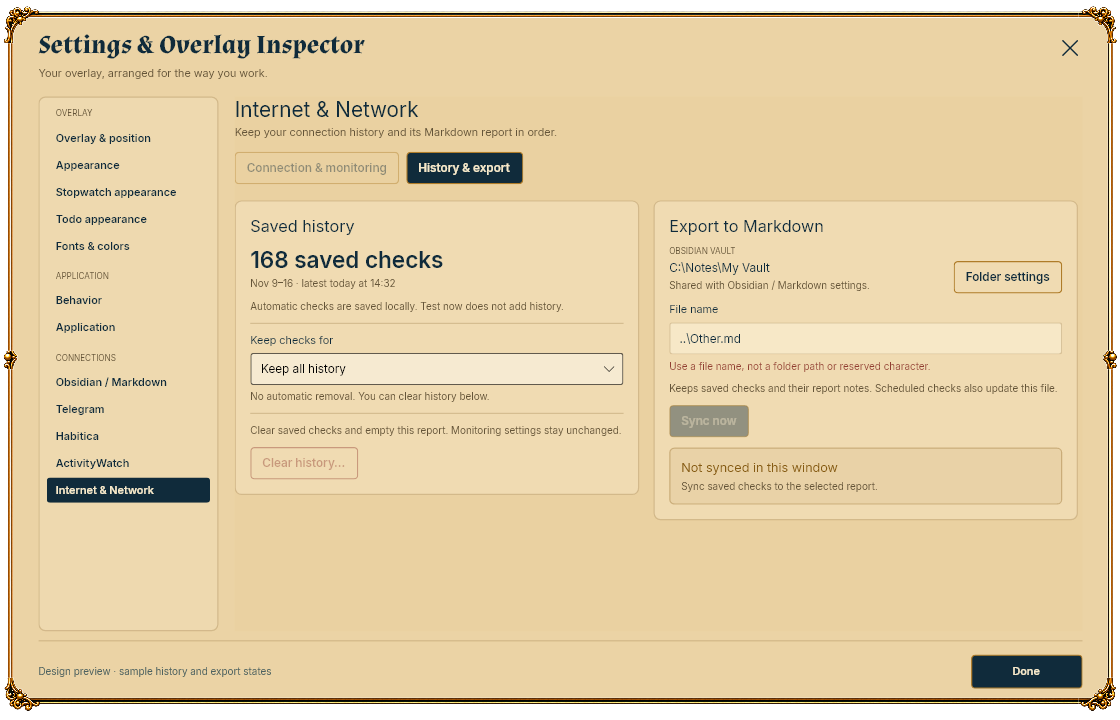 Settings & Overlay Inspector
Your overlay, arranged for the way you work.
OVERLAY
Overlay & position
Appearance
Stopwatch appearance
Todo appearance
Fonts & colors
APPLICATION
Behavior
Application
CONNECTIONS
Obsidian / Markdown
Telegram
Habitica
ActivityWatch
Internet & Network
Internet & Network
Keep your connection history and its Markdown report in order.
Connection & monitoring
History & export
Saved history
168 saved checks
Nov 9–16 · latest today at 14:32
Automatic checks are saved locally. Test now does not add history.
Keep checks for
Keep all history
No automatic removal. You can clear history below.
Clear saved checks and empty this report. Monitoring settings stay unchanged.
Clear history...
Export to Markdown
OBSIDIAN VAULT
C:\Notes\My Vault
Shared with Obsidian / Markdown settings.
Folder settings
File name
..\Other.md
Use a file name, not a folder path or reserved character.
Keeps saved checks and their report notes. Scheduled checks also update this file.
Sync now
Not synced in this window
Sync saved checks to the selected report.
Design preview · sample history and export states
Done